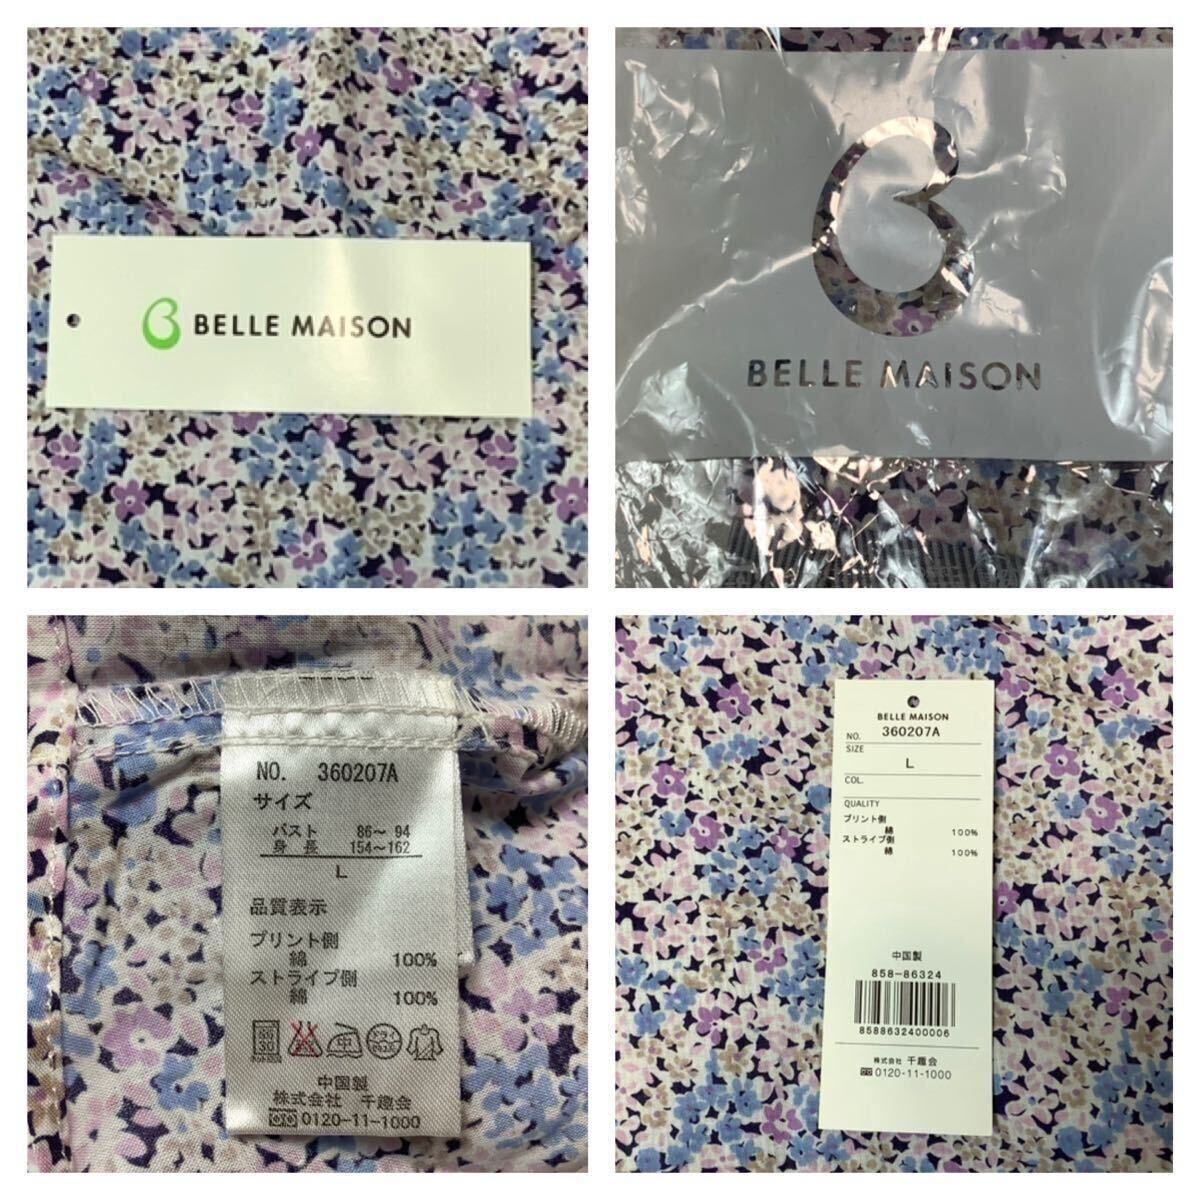 BELLE MAISON
BELLE MAISON
NO. 360207A
サイズ
バスト 86～ 94
身 長 154～162
L
品質表示
プリント側
綿 100%
ストライプ側
綿 100%
中国製
株式会社 千趣会
0120-11-1000
BELLE MAISON
NO. 360207A
SIZE
L
COL.
QUALITY
プリント側
綿 100%
ストライプ側
綿 100%
中国製
858-86324
8588632400006
株式会社 千趣会
0120-11-1000